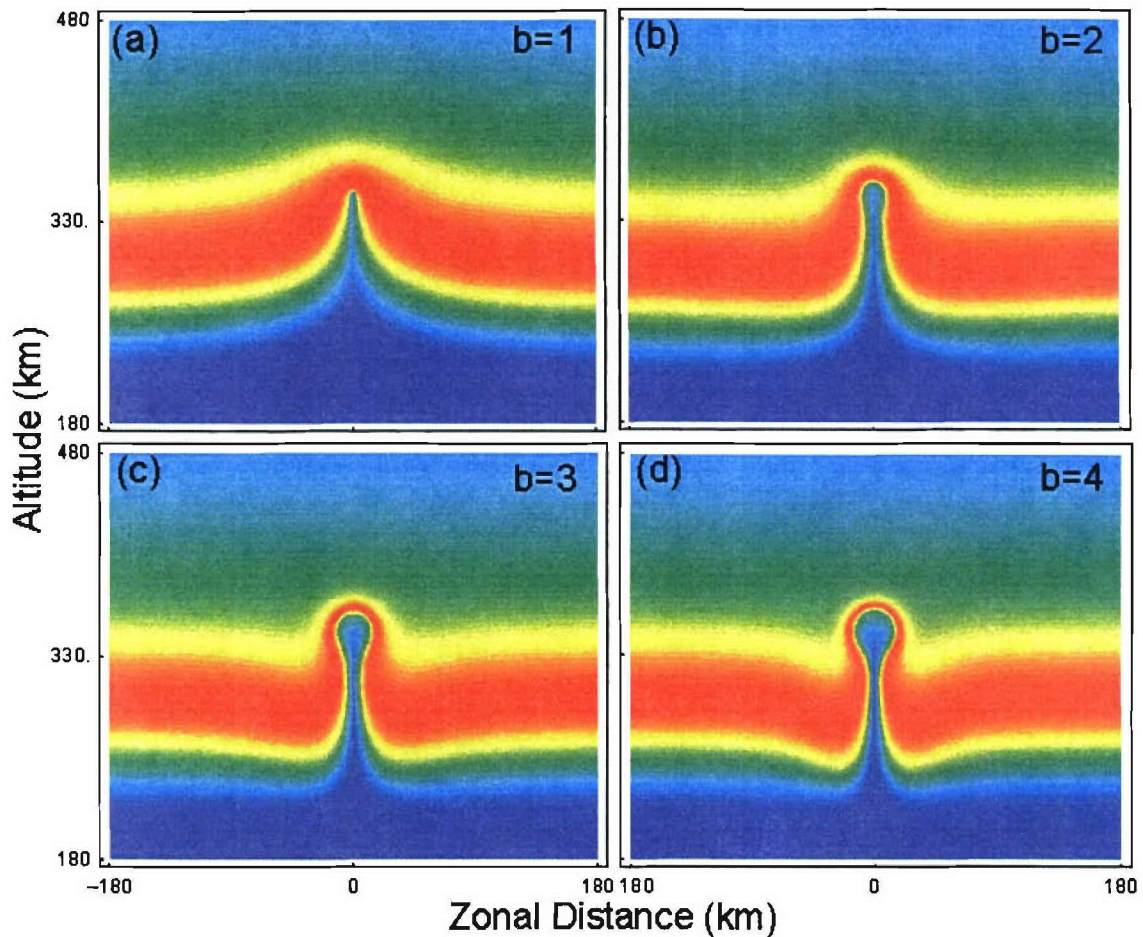 480
(a) b=1
(b) b=2
330.
180
480
(c) b=3
(d) b=4
330.
180
-180 0 180
180 0 180
Altitude (km)
Zonal Distance (km)